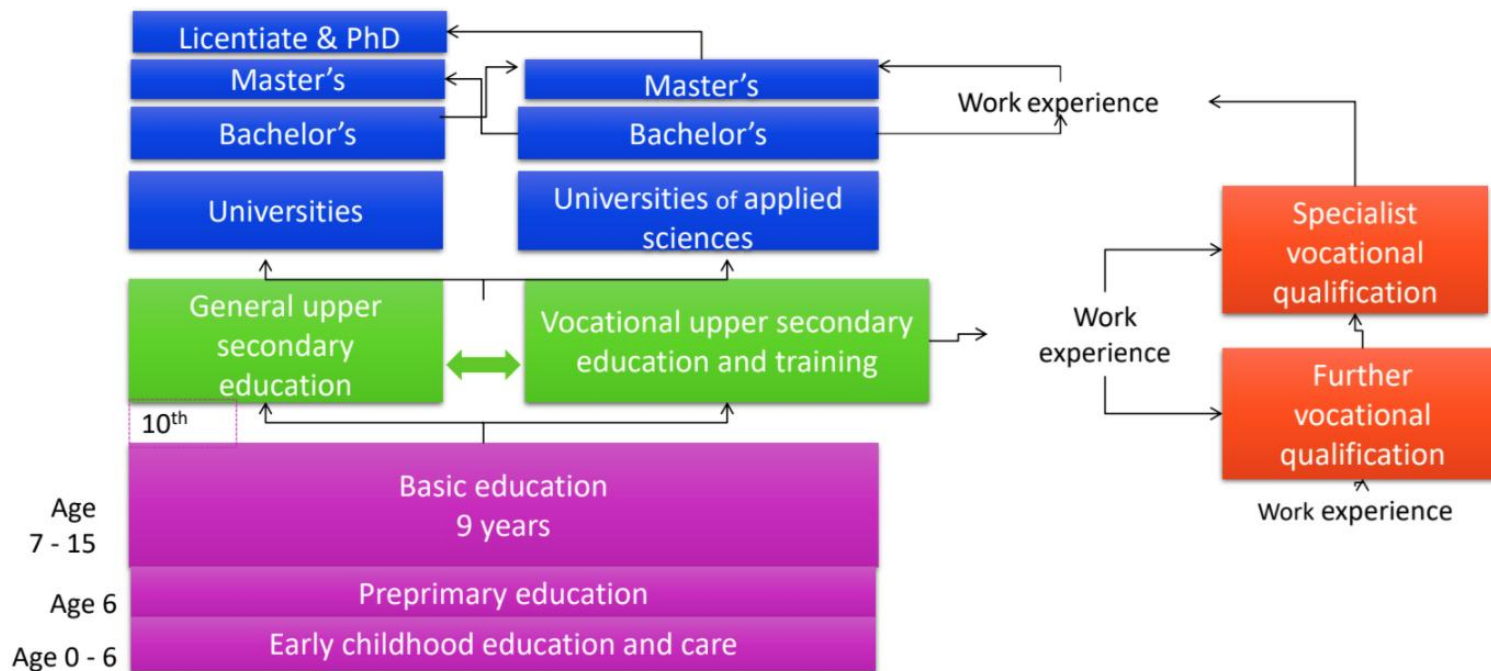 Licentiate & PhD
Master's
Bachelor's
Universities
Master's
Bachelor's
Universities of applied
sciences
Work experience
General upper
secondary
education
Vocational upper secondary
education and training
Work
experience
Specialist
vocational
qualification
Further
vocational
qualification
Work experience
10th
Basic education
9 years
Age
7 - 15
Preprimary education
Age 6
Early childhood education and care
Age 0 - 6